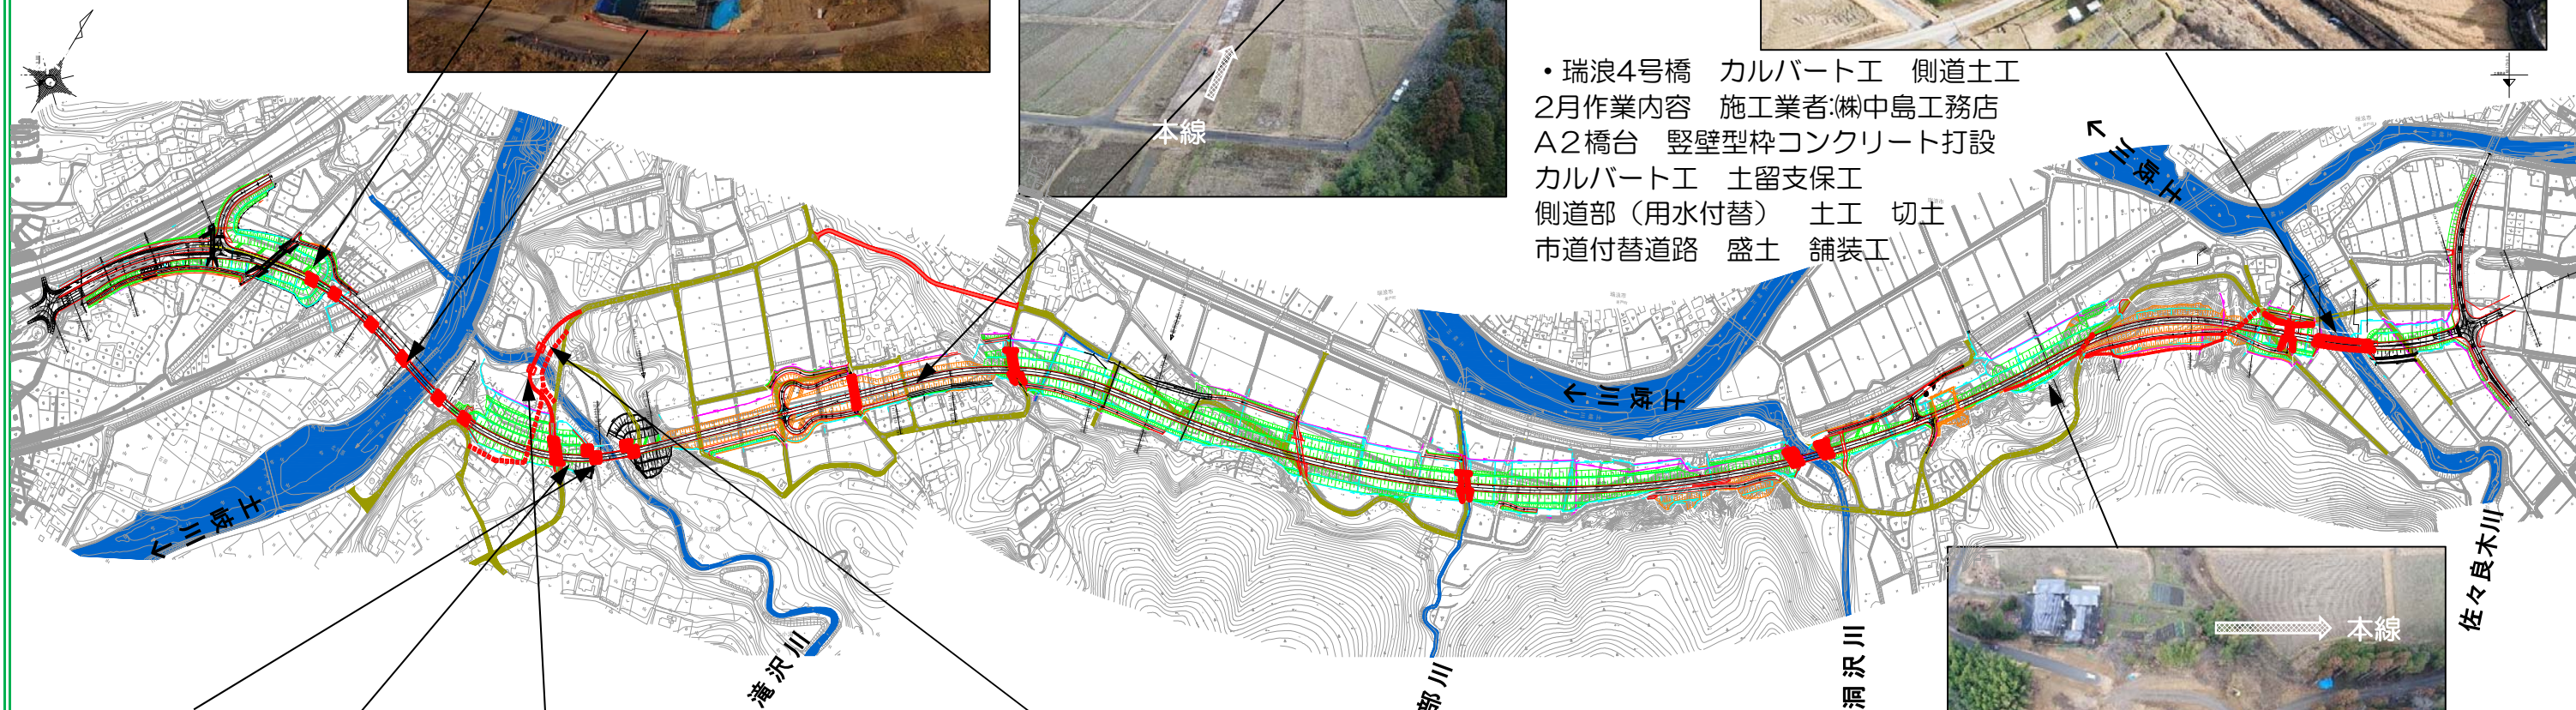 ・瑞浪4号橋　カルバート工　側道土工
2月作業内容　施工業者:㈱中島工務店
A2橋台　竪壁型枠コンクリート打設
カルバート工　土留支保工
側道部（用水付替）　土工　切土
市道付替道路　盛土　舗装工
本線
土岐川
土岐川
土岐川
滝沢川
部川
洞沢川
佐々良木川
本線